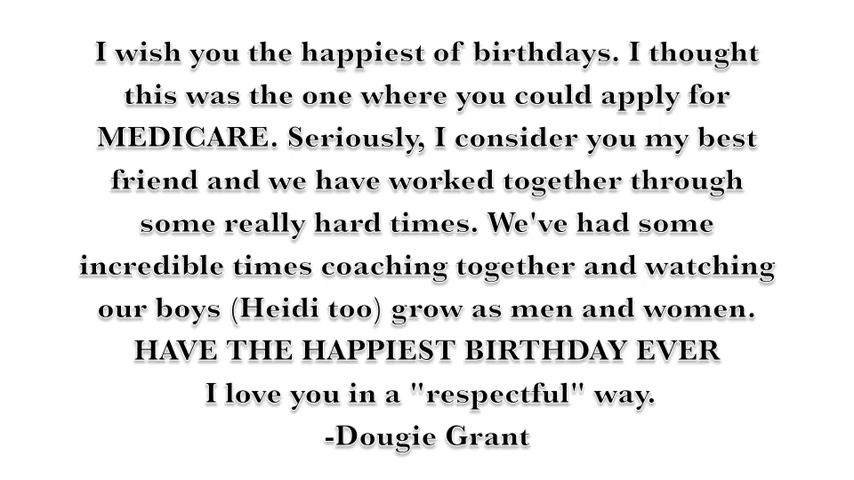 I wish you the happiest of birthdays. I thought
this was the one where you could apply for
MEDICARE. Seriously, I consider you my best
friend and we have worked together through
some really hard times. We've had some
incredible times coaching together and watching
our boys (Heidi too) grow as men and women.
HAVE THE HAPPIEST BIRTHDAY EVER
I love you in a "respectful" way.
-Dougie Grant